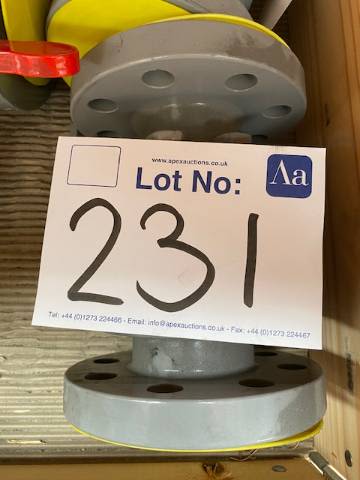 www.apexauctions.co.uk
Lot No:
Aa
231
Tel: +44 (0)1273 224466 - Email: info@apexauctions.co.uk - Fax: +44 (0)1273 224467